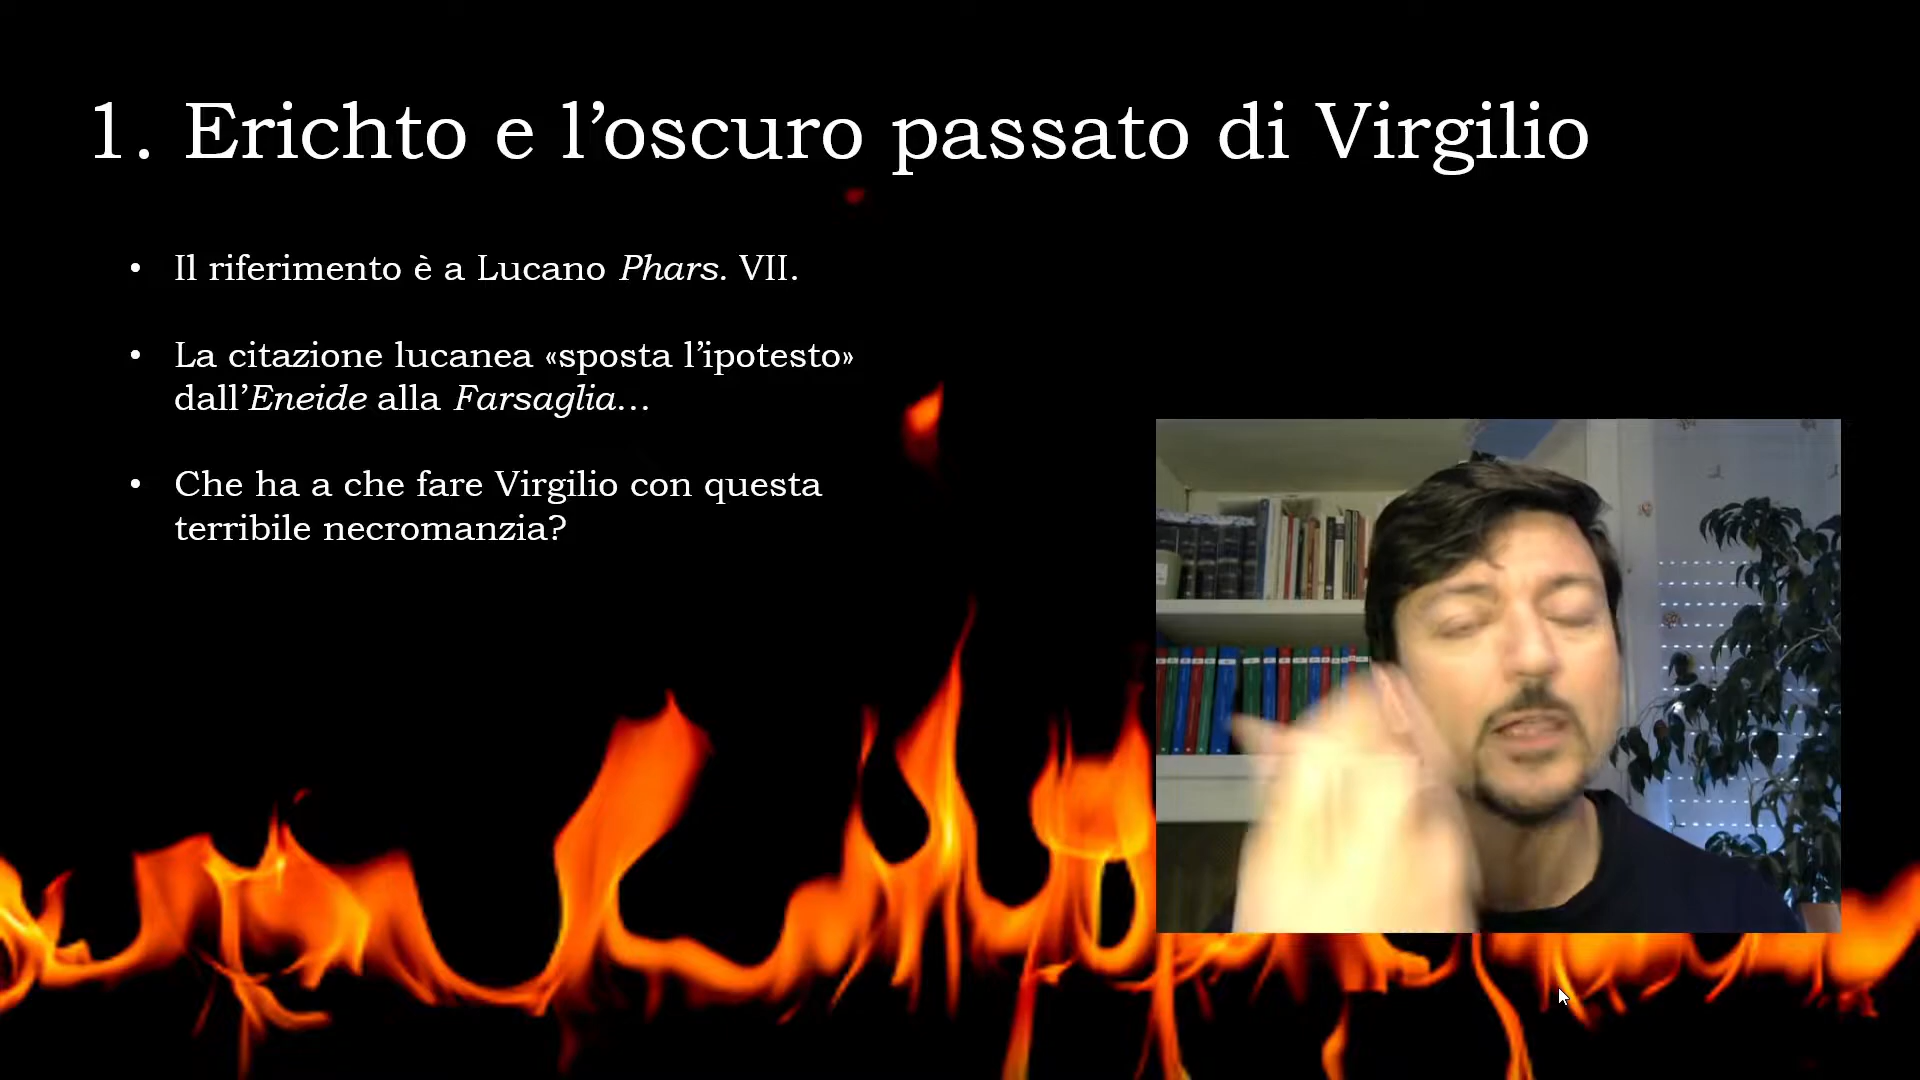 1. Erichto e l’oscuro passato di Virgilio
• Il riferimento è a Lucano Phars. VII.
• La citazione lucanea «sposta l’ipotesto»
dall’Eneide alla Farsaglia…
• Che ha a che fare Virgilio con questa
terribile necromanzia?